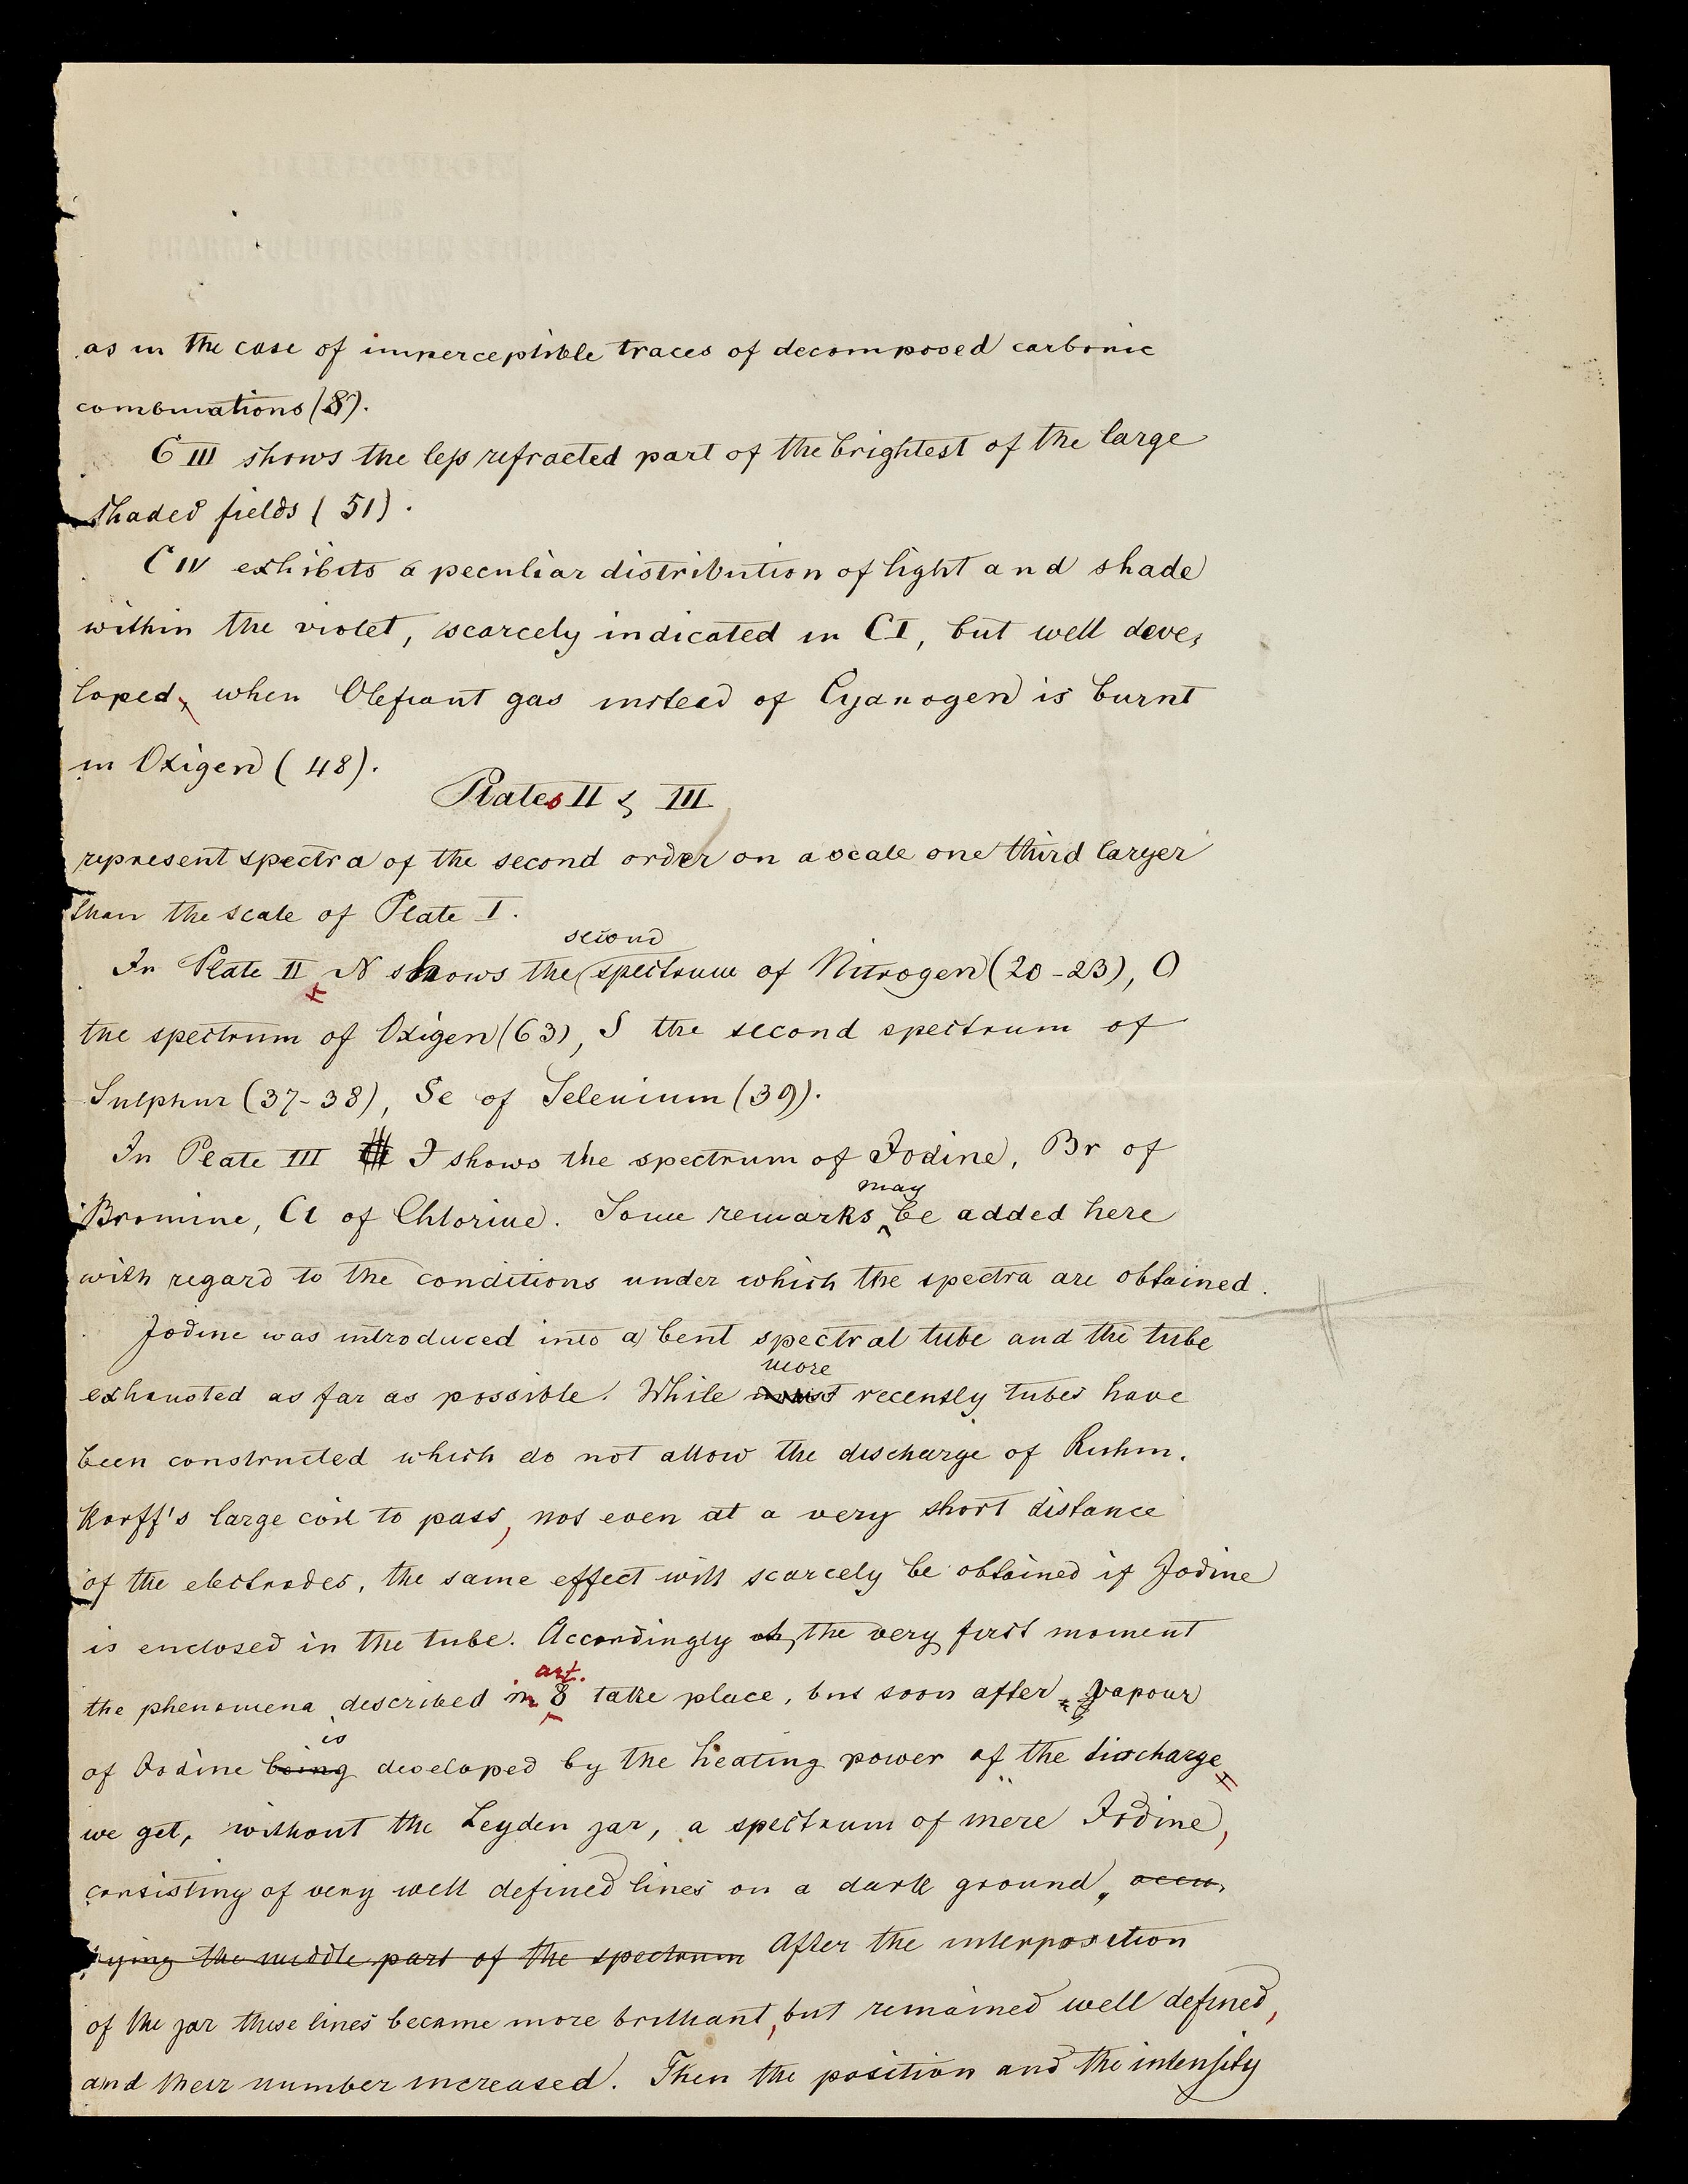 as in the case of imperceptible traces of decomposed carbonic
combinations (8).
C III shows the less refracted part of the brightest of the large
shaded fields (51).
C IV exhibits a peculiar distribution of light and shade
within the violet, scarcely indicated in C I, but well deve-
loped, when Olefiant gas instead of Cyanogen is burnt
in Oxigen (48).
Plates II & III
represent spectra of the second order on a scale one third larger
than the scale of Plate I.
second
In Plate II N shows the spectrum of Nitrogen (20-23), O
the spectrum of Oxigen (63), S the second spectrum of
Sulphur (37-38), Se of Selenium (39).
In Plate III J shows the spectrum of Jodine, Br of
may
Bromine, Cl of Chlorine. Some remarks be added here
with regard to the conditions under which the spectra are obtained.
Jodine was introduced into a bent spectral tube and the tube
more
exhausted as far as possible. While most recently tubes have
been constructed which do not allow the discharge of Ruhm-
korff's large coil to pass, not even at a very short distance
of the electrodes, the same effect will scarcely be obtained if Jodine
is enclosed in the tube. Accordingly at the very first moment
art.
the phenomena described in 8 take place, but soon after, vapour
is
of Jodine being developed by the heating power of the discharge
we get, without the Leyden jar, a spectrum of mere Jodine,
consisting of very well defined lines on a dark ground, occu-
pying the middle part of the spectrum After the interposition
of the jar these lines became more brilliant, but remained well defined,
and their number increased. Then the position and the intensity